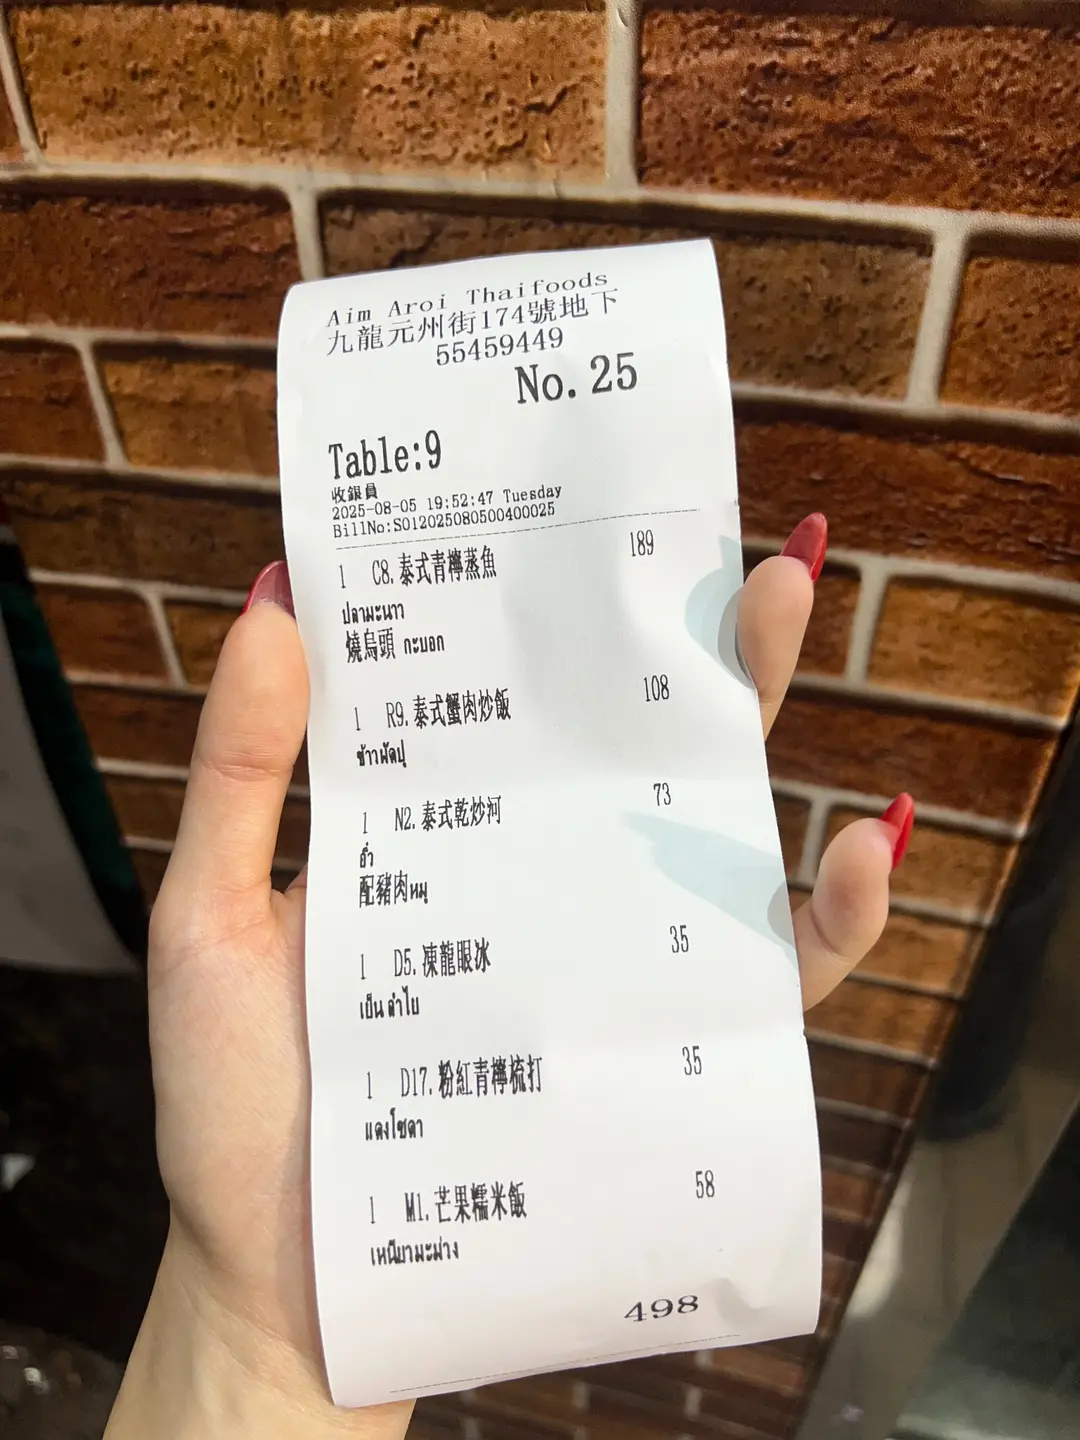 Aim Aroi Thaifoods
九龍元州街174號地下
55459449
No. 25
Table:9
收銀員
2025-08-05 19:52:47 Tuesday
BillNo:S012025080500400025
1 C8.泰式青檸蒸魚 189
ปลามะนาว
燒烏頭 กะบอก
1 R9.泰式蟹肉炒飯 108
ข้าวผัดปู
1 N2.泰式乾炒河 73
อิ๋ว
配豬肉หมู
1 D5.凍龍眼冰 35
เย็นลำไย
1 D17.粉紅青檸梳打 35
แดงโซดา
1 M1.芒果糯米飯 58
เหนียวมะม่วง
498